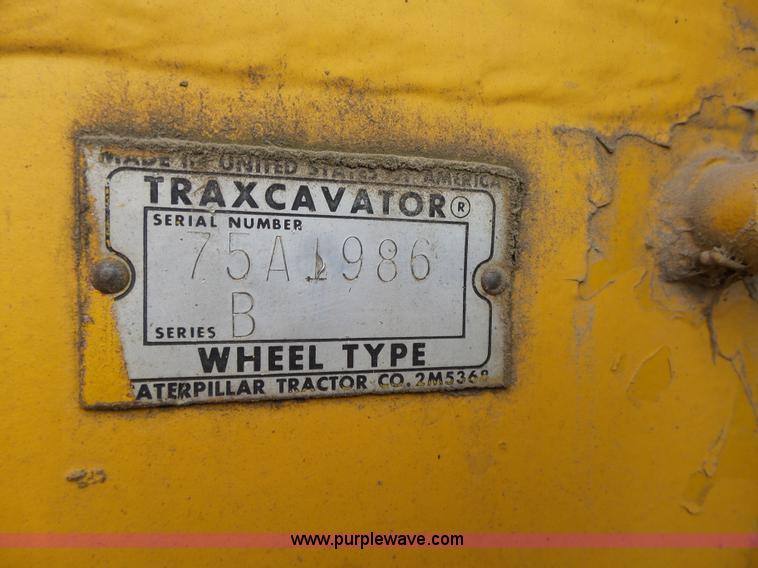 MADE IN UNITED STATES OF AMERICA
TRAXCAVATOR®
SERIAL NUMBER
75A1986
SERIES B
WHEEL TYPE
CATERPILLAR TRACTOR CO. 2M5368
www.purplewave.com